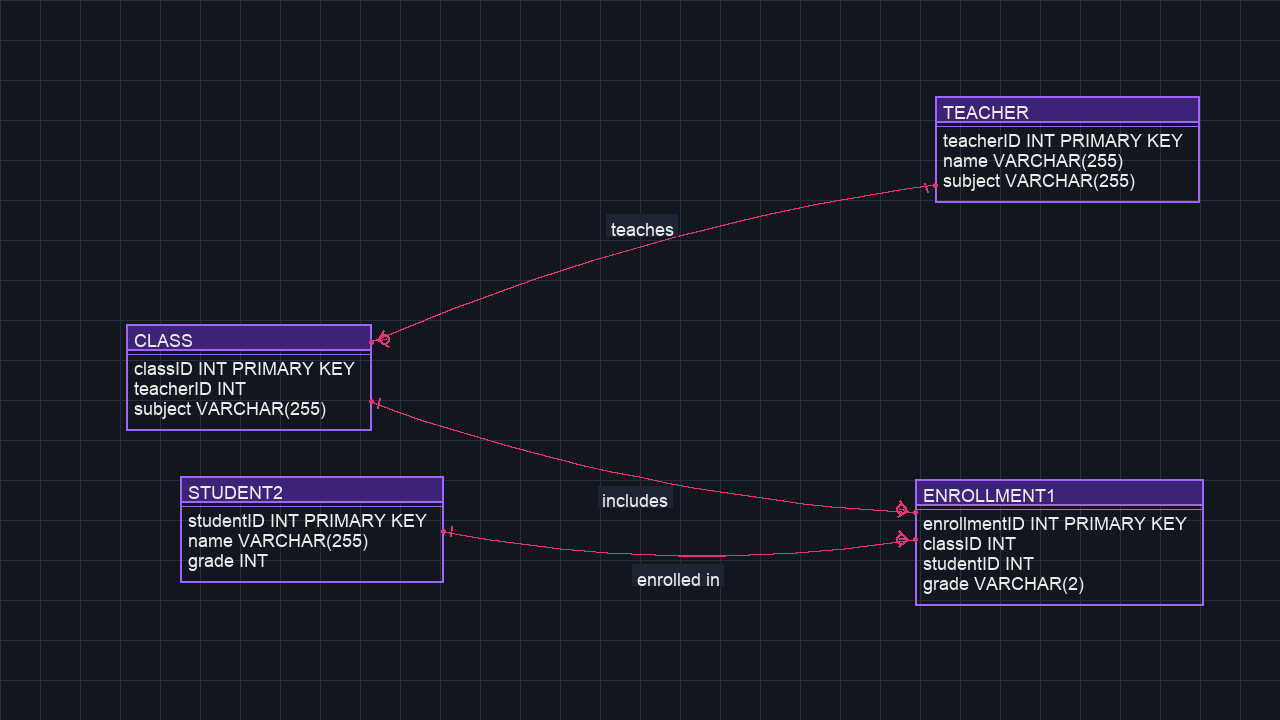 TEACHER
teacherID INT PRIMARY KEY
name VARCHAR(255)
subject VARCHAR(255)
teaches
CLASS
classID INT PRIMARY KEY
teacherID INT
subject VARCHAR(255)
STUDENT2
studentID INT PRIMARY KEY
name VARCHAR(255)
grade INT
includes
enrolled in
ENROLLMENT1
enrollmentID INT PRIMARY KEY
classID INT
studentID INT
grade VARCHAR(2)